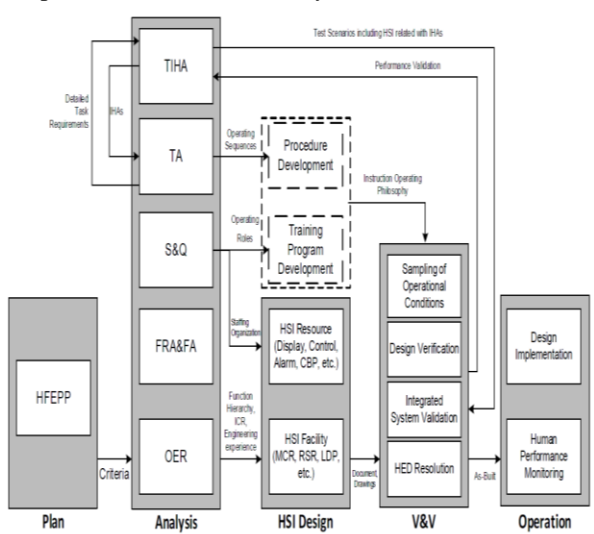 Test Scenarios including HSI related with IHAs
Performance Validation
TIHA
Detailed
Task
Requirements
IHAs
TA
Operating
Sequences
Procedure
Development
Instruction Operating
Philosophy
S&Q
Operating
Roles
Training
Program
Development
Sampling of
Operational
Conditions
Staffing
Organization
FRA&FA
HSI Resource
(Display, Control,
Alarm, CBP, etc.)
Design Verification
Design
Implementation
HFEPP
Integrated
System Validation
Function
Hierarchy,
ICR,
Engineering
experience
OER
HSI Facility
(MCR, RSR, LDP,
etc.)
HED Resolution
Human
Performance
Monitoring
Criteria
Document,
Drawings
As-Built
Plan
Analysis
HSI Design
V&V
Operation